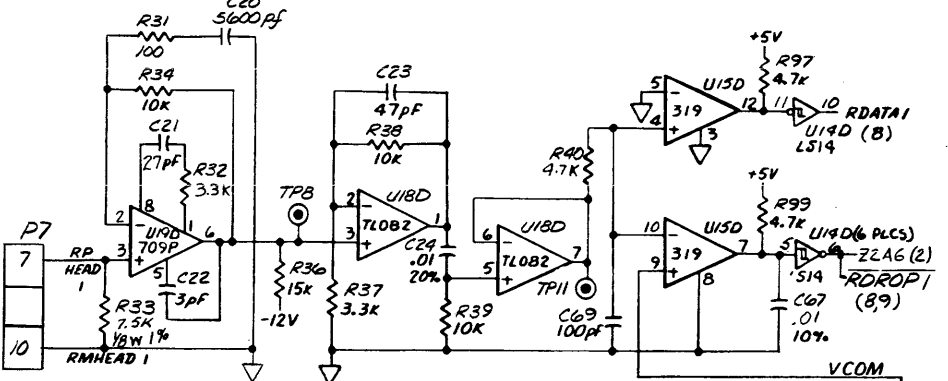 C20
5600pf
R31
100
R34
10K
C21
27pF
R32
3.3K
8
1
2
3
6
5
U19D
709P
C22
3pF
P7
7
10
RP
HEAD
1
R33
7.5K
1/8W 1%
RMHEAD 1
TP8
R36
15K
-12V
C23
47pF
R38
10K
2
3
1
U18D
TL082
R37
3.3K
C24
.01
20%
R39
10K
6
5
7
U18D
TL082
TP11
R40
4.7K
C69
100pf
5
4
319
U15D
12
3
+5V
R97
4.7K
11
10
RDATA1
U14D (8)
LS14
10
9
319
U15D
7
8
+5V
R99
4.7K
5
6
U14D (6 PLCS)
'S14
Z2A6 (2)
RDROP1
(8,9)
C67
.01
10%
VCOM